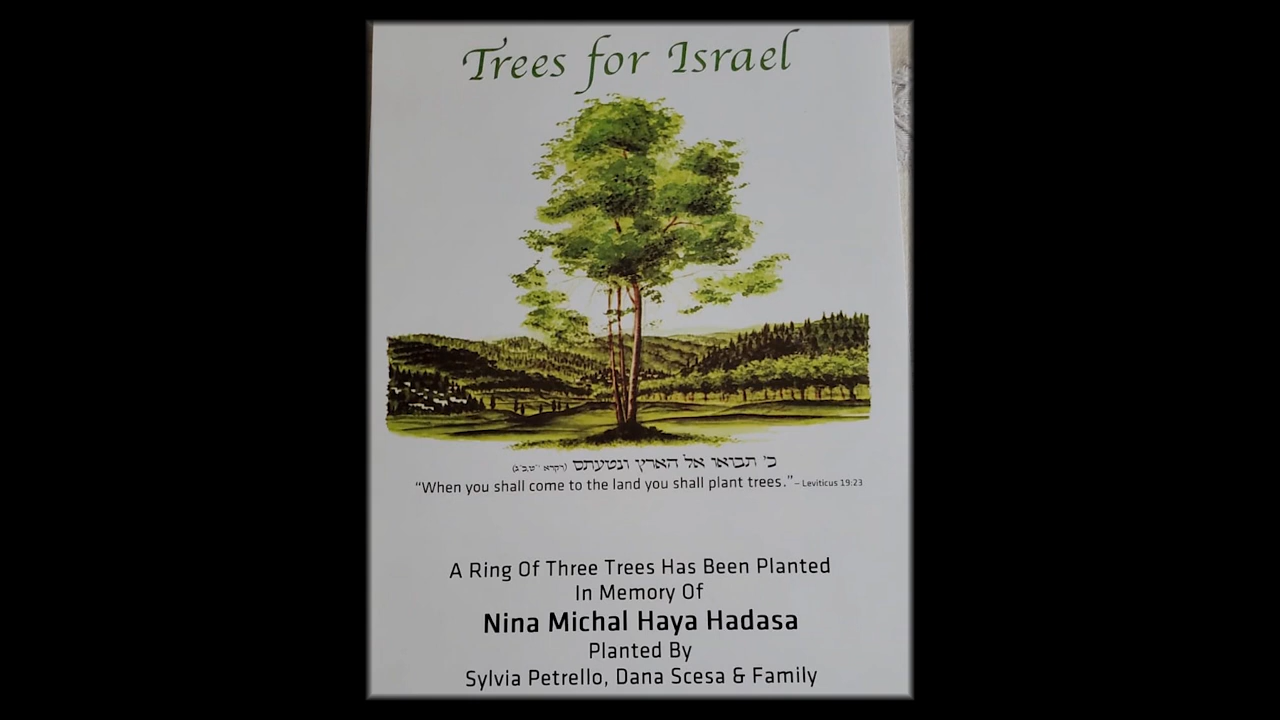 Trees for Israel
כי תבואו אל הארץ ונטעתם
“When you shall come to the land you shall plant trees.” – Leviticus 19:23
A Ring Of Three Trees Has Been Planted
In Memory Of
Nina Michal Haya Hadasa
Planted By
Sylvia Petrello, Dana Scesa & Family